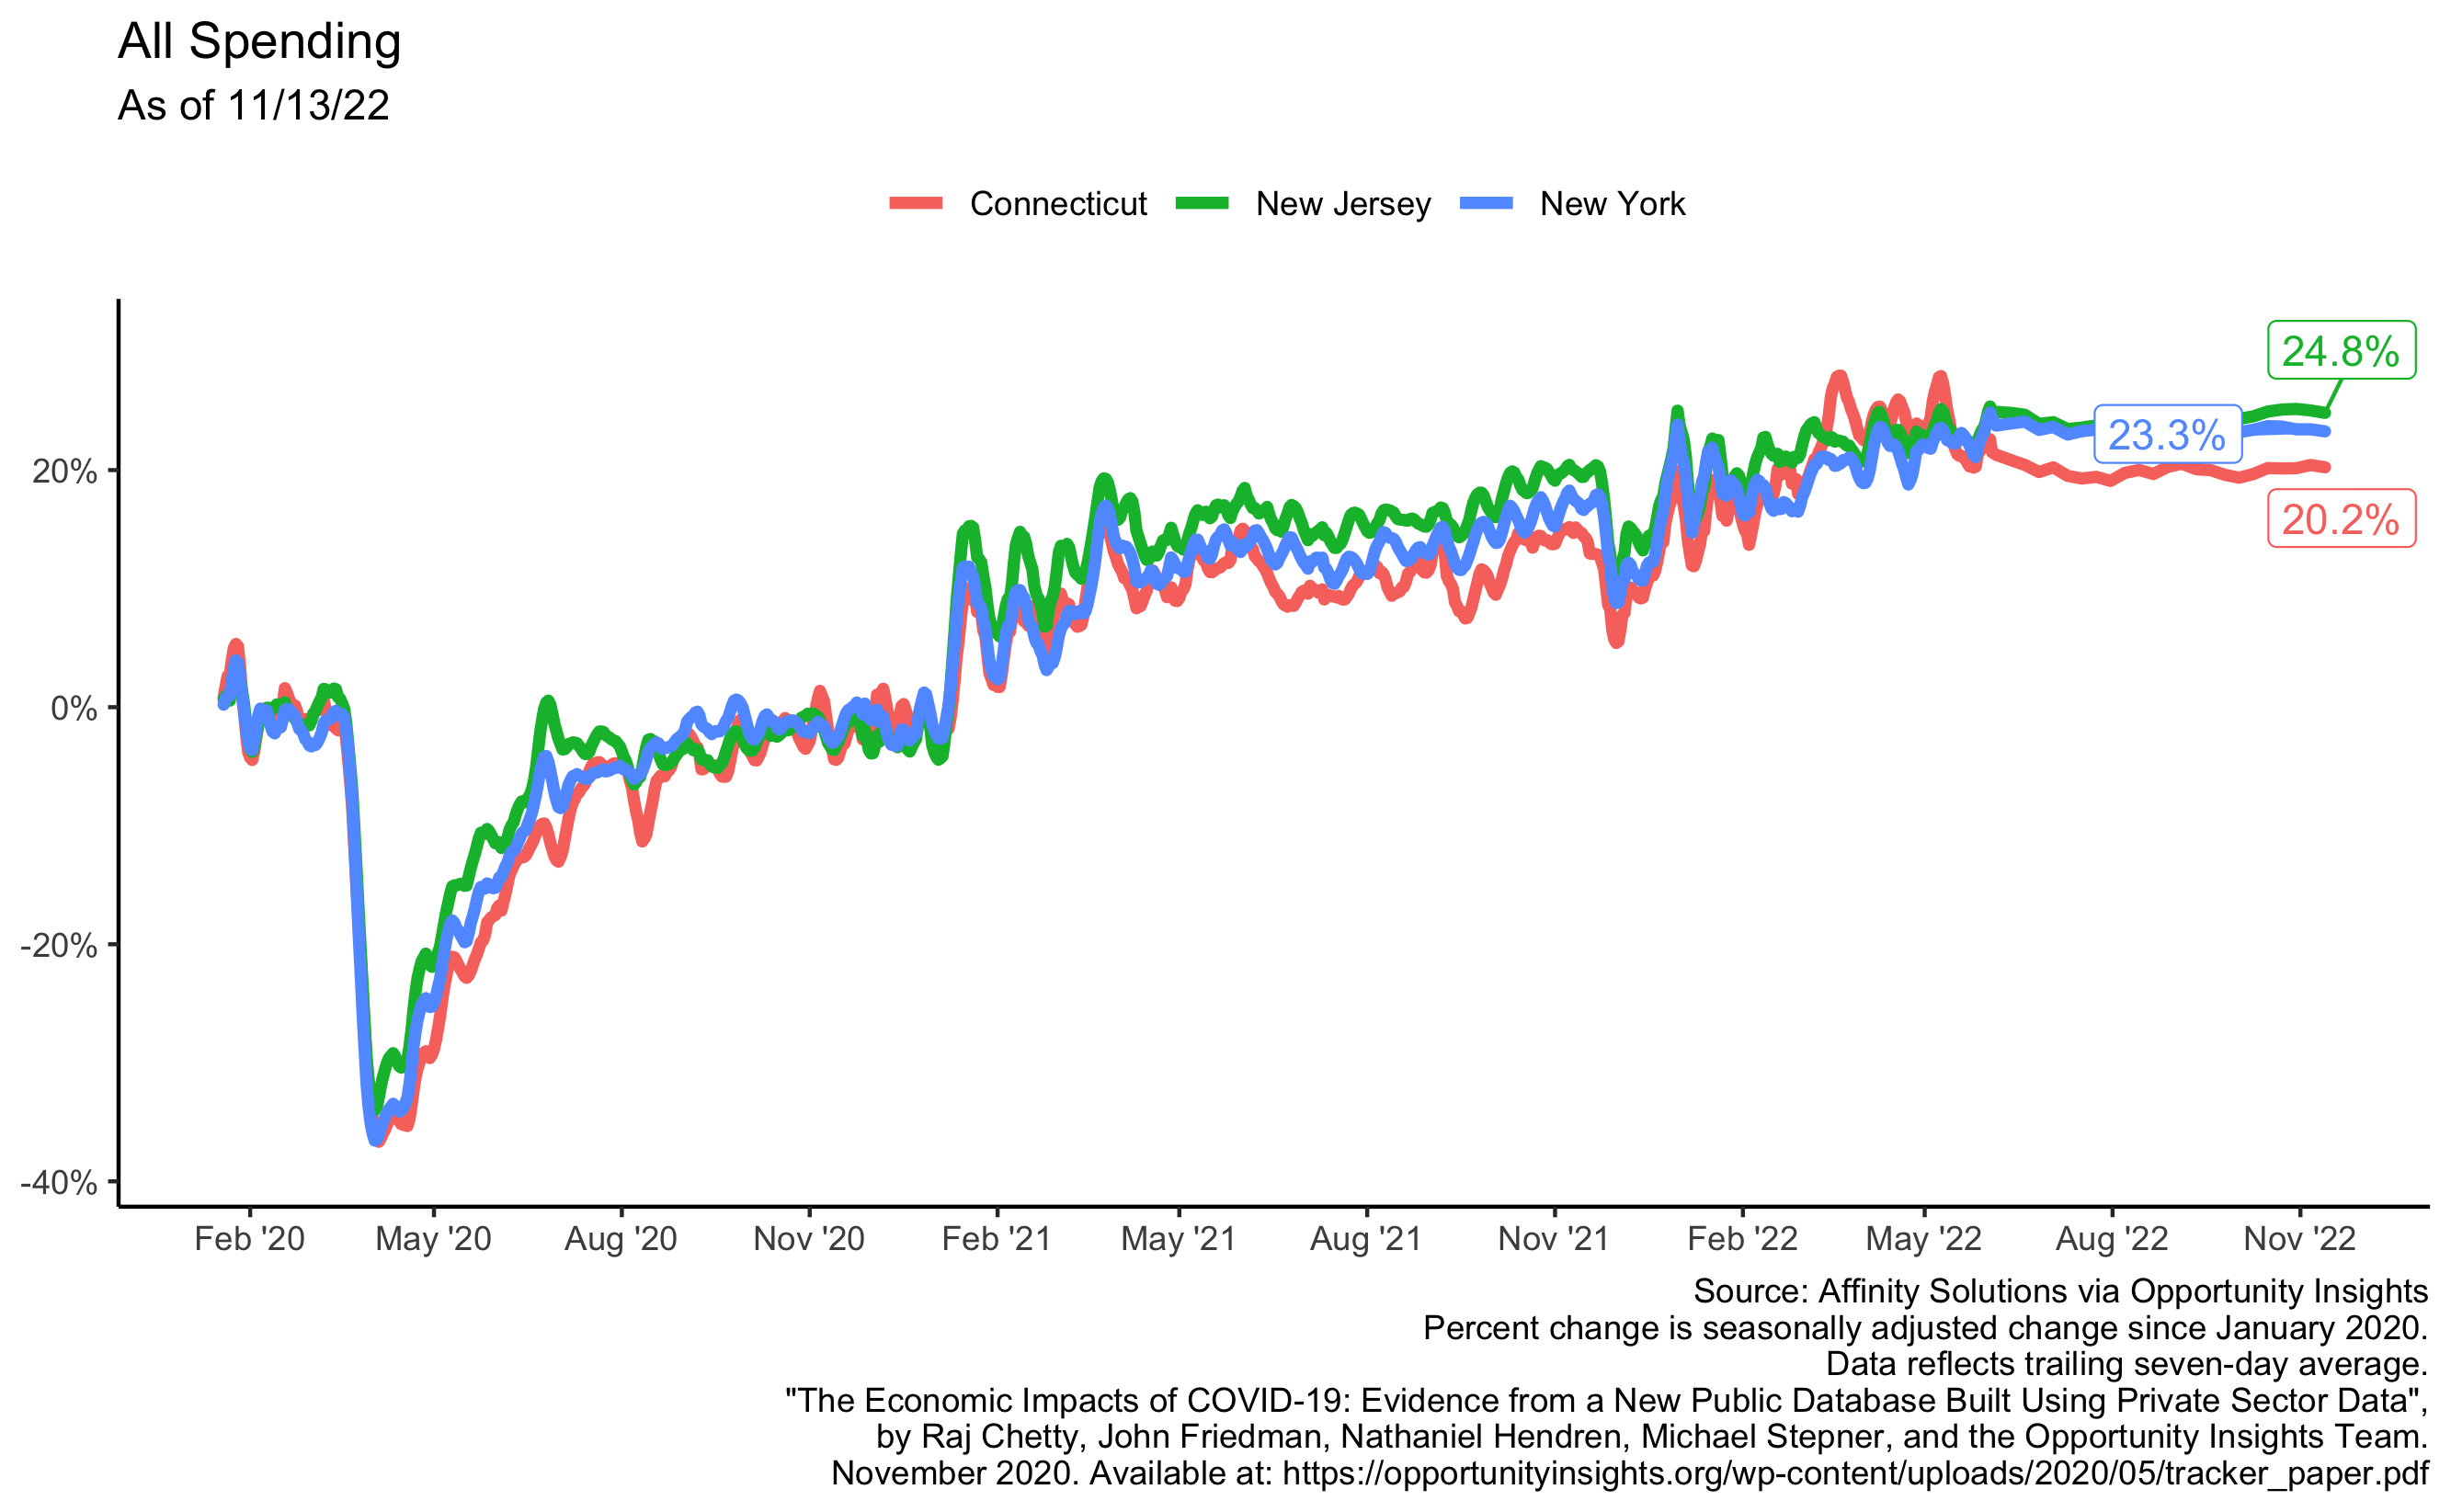 All Spending
As of 11/13/22
Connecticut New Jersey New York
24.8%
23.3%
20.2%
20%
0%
-20%
-40%
Feb '20 May '20 Aug '20 Nov '20 Feb '21 May '21 Aug '21 Nov '21 Feb '22 May '22 Aug '22 Nov '22
Source: Affinity Solutions via Opportunity Insights
Percent change is seasonally adjusted change since January 2020.
Data reflects trailing seven-day average.
"The Economic Impacts of COVID-19: Evidence from a New Public Database Built Using Private Sector Data",
by Raj Chetty, John Friedman, Nathaniel Hendren, Michael Stepner, and the Opportunity Insights Team.
November 2020. Available at: https://opportunityinsights.org/wp-content/uploads/2020/05/tracker_paper.pdf